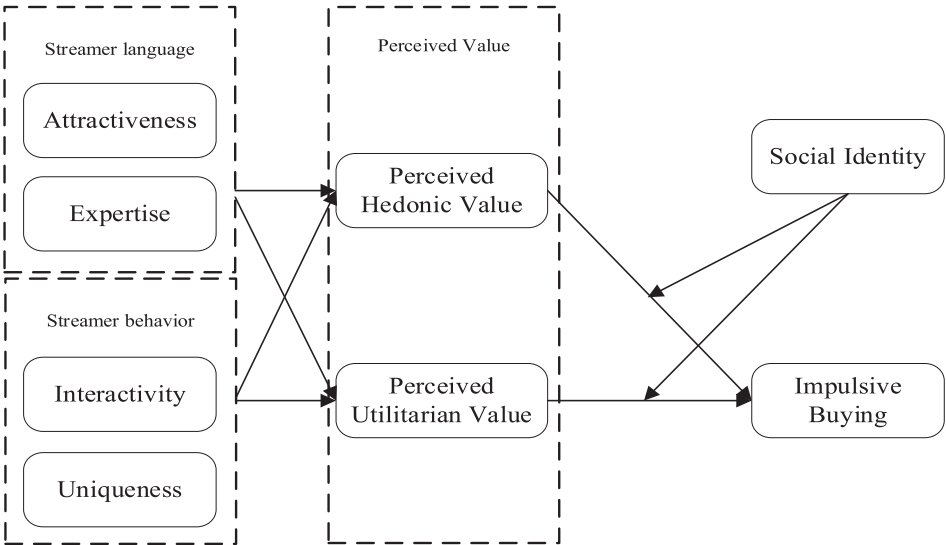 Streamer language
Attractiveness
Expertise
Streamer behavior
Interactivity
Uniqueness
Perceived Value
Perceived
Hedonic Value
Perceived
Utilitarian Value
Social Identity
Impulsive
Buying